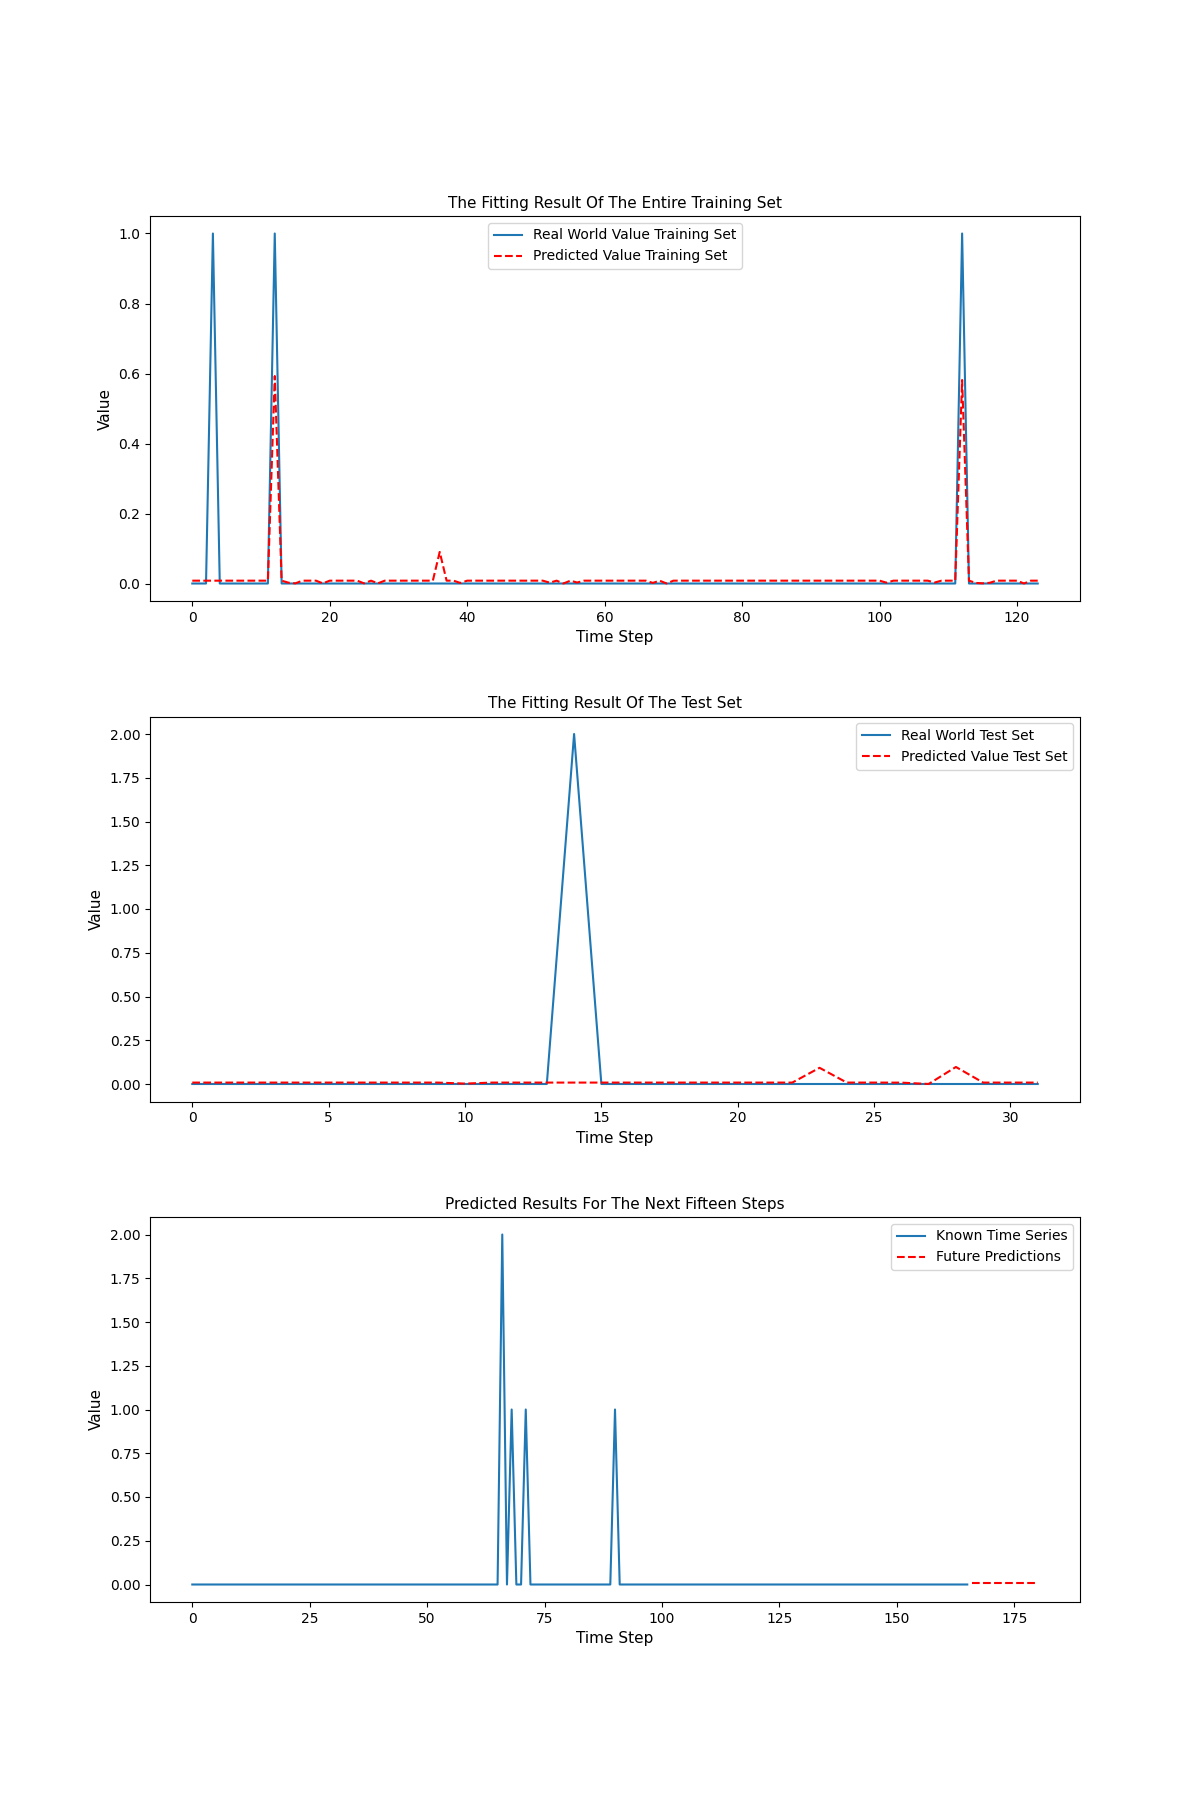 The Fitting Result Of The Entire Training Set
Real World Value Training Set
Predicted Value Training Set
Value
1.0
0.8
0.6
0.4
0.2
0.0
0 20 40 60 80 100 120
Time Step
The Fitting Result Of The Test Set
Real World Test Set
Predicted Value Test Set
Value
2.00
1.75
1.50
1.25
1.00
0.75
0.50
0.25
0.00
0 5 10 15 20 25 30
Time Step
Predicted Results For The Next Fifteen Steps
Known Time Series
Future Predictions
Value
2.00
1.75
1.50
1.25
1.00
0.75
0.50
0.25
0.00
0 25 50 75 100 125 150 175
Time Step